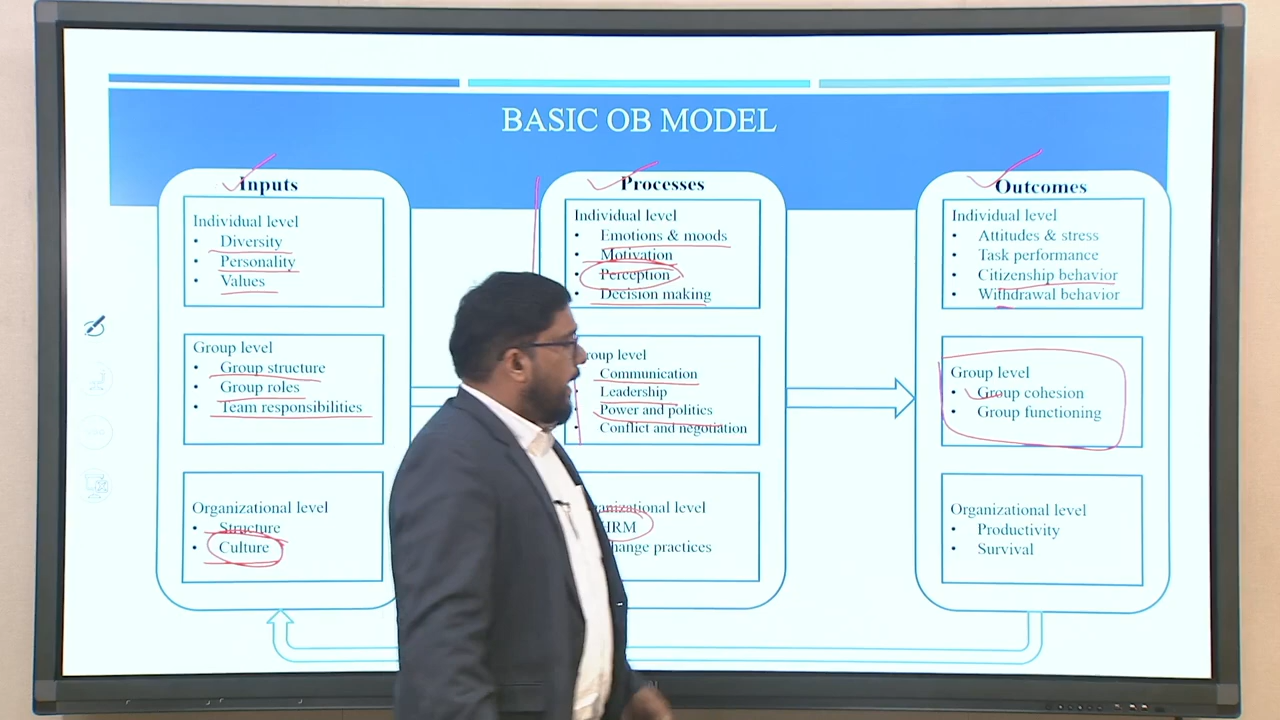 BASIC OB MODEL
Inputs
Individual level
• Diversity
• Personality
• Values
Group level
• Group structure
• Group roles
• Team responsibilities
Organizational level
• Structure
• Culture
Processes
Individual level
• Emotions & moods
• Motivation
• Perception
• Decision making
roup level
Communication
Leadership
Power and politics
Conflict and negotiation
ganizational level
HRM
hange practices
Outcomes
Individual level
• Attitudes & stress
• Task performance
• Citizenship behavior
• Withdrawal behavior
Group level
• Group cohesion
• Group functioning
Organizational level
• Productivity
• Survival